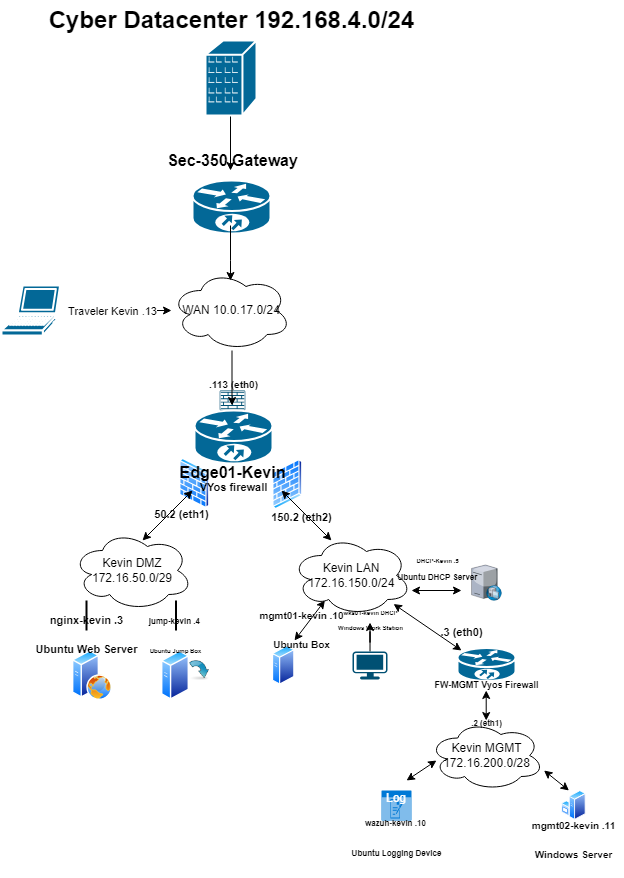 Cyber Datacenter 192.168.4.0/24
Sec-350 Gateway
Traveler Kevin .13
WAN 10.0.17.0/24
.113 (eth0)
Edge01-Kevin
VYos firewall
50.2 (eth1)
150.2 (eth2)
Kevin DMZ
172.16.50.0/29
Kevin LAN
172.16.150.0/24
DHCP-Kevin .5
Ubuntu DHCP Server
nginx-kevin .3
Ubuntu Web Server
jump-kevin .4
Ubuntu Jump Box
mgmt01-kevin .10
Ubuntu Box
wks01-kevin DHCP
Windows Work Station
.3 (eth0)
FW-MGMT Vyos Firewall
.2 (eth1)
Kevin MGMT
172.16.200.0/28
Log
wazuh-kevin .10
Ubuntu Logging Device
mgmt02-kevin .11
Windows Server